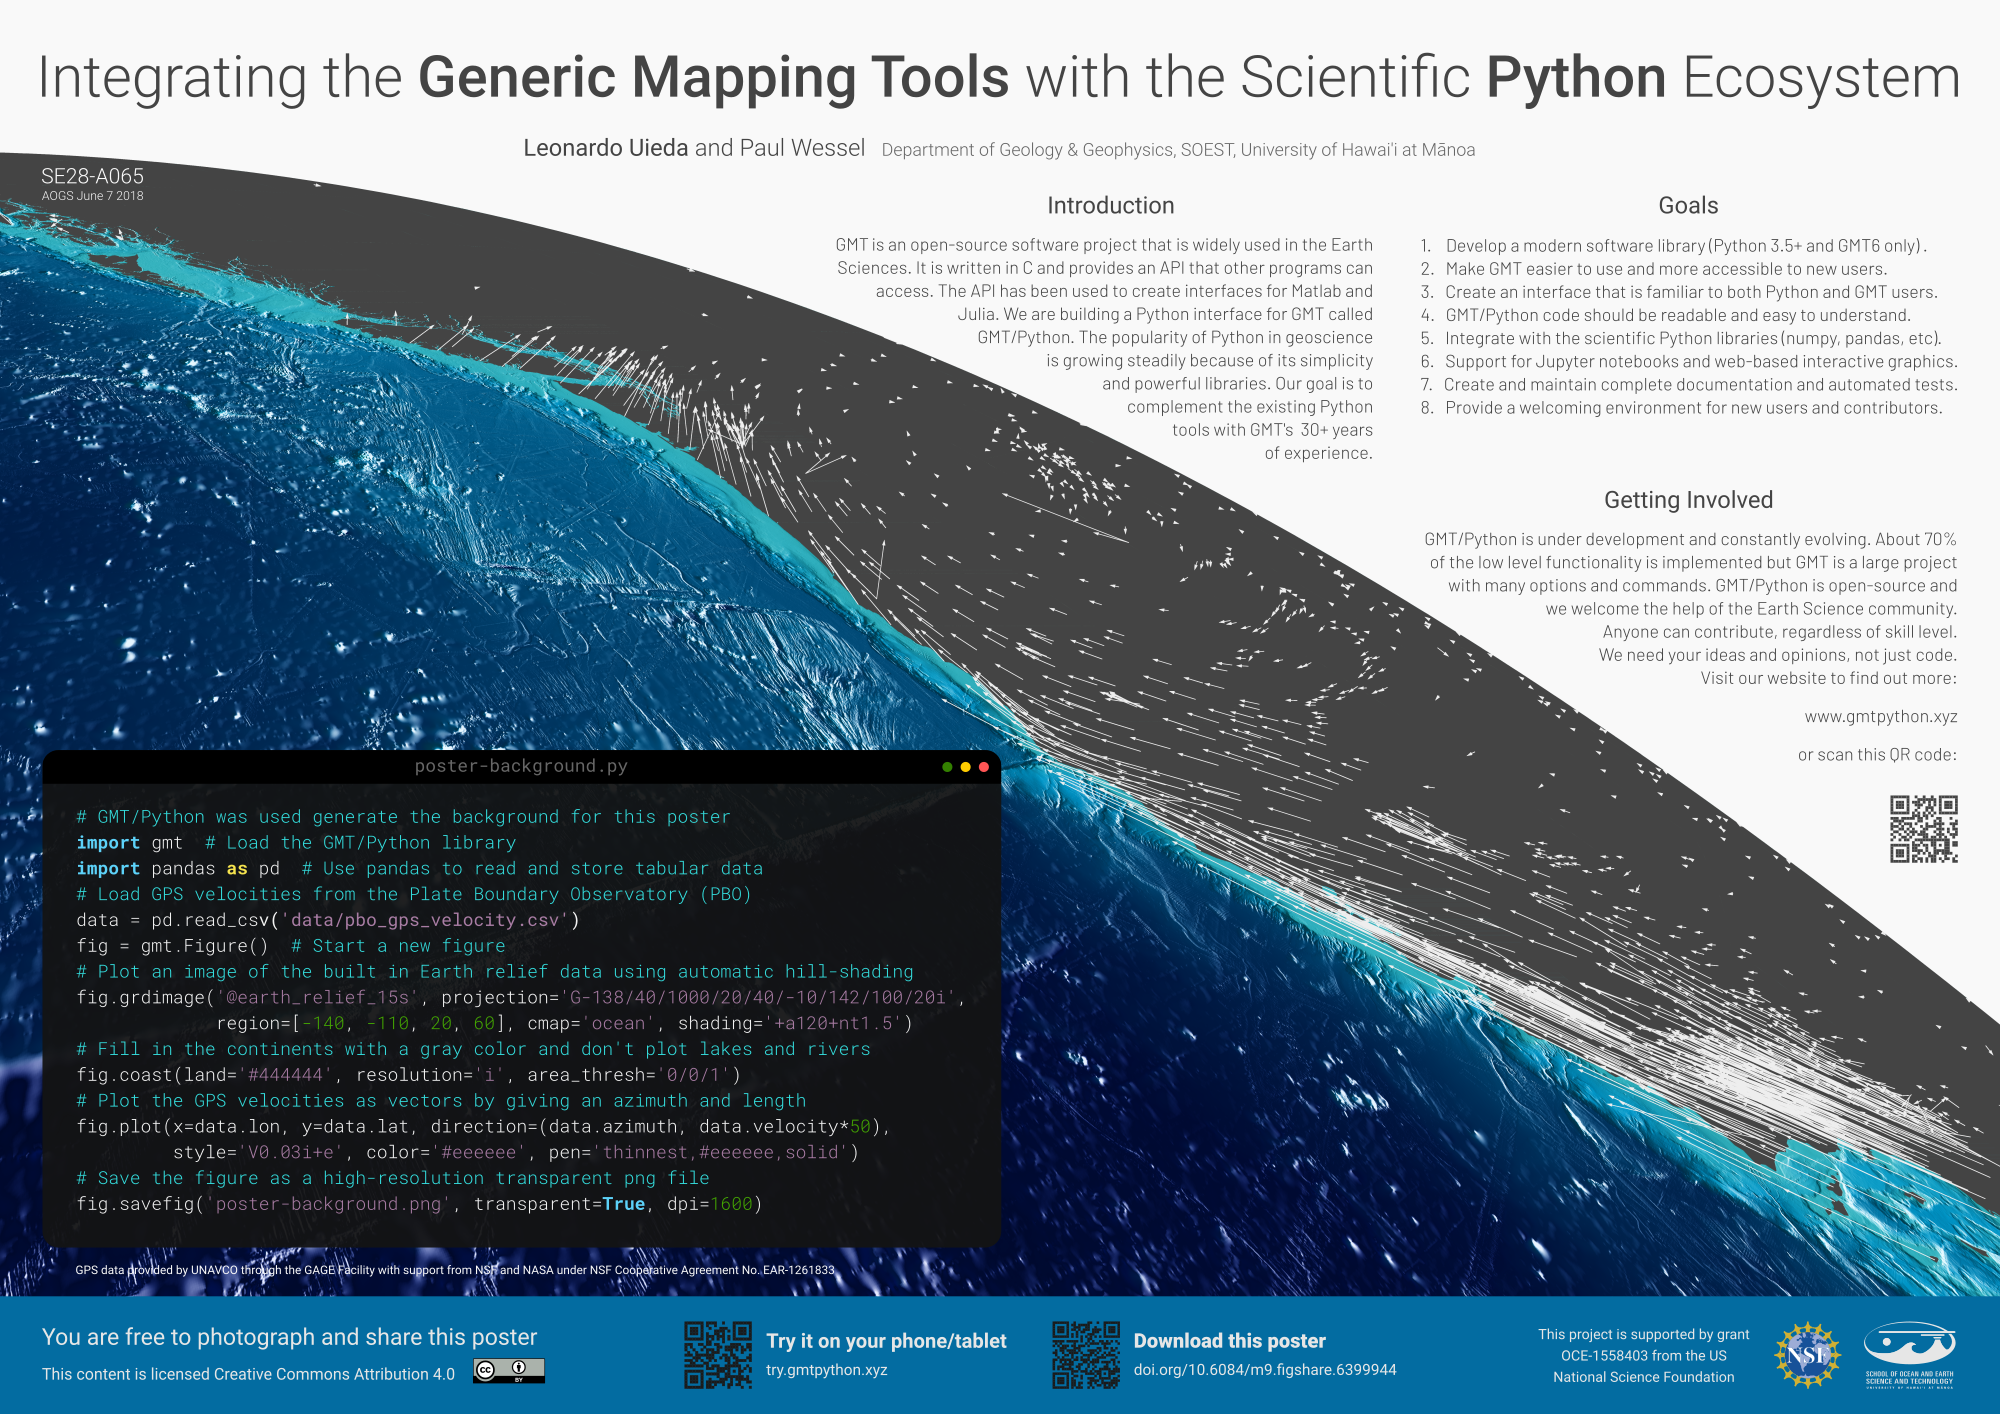 Integrating the Generic Mapping Tools with the Scientific Python Ecosystem
Leonardo Uieda and Paul Wessel Department of Geology & Geophysics, SOEST, University of Hawai'i at Mānoa
SE28-A065
AOGS June 7 2018
Introduction
GMT is an open-source software project that is widely used in the Earth
Sciences. It is written in C and provides an API that other programs can
access. The API has been used to create interfaces for Matlab and
Julia. We are building a Python interface for GMT called
GMT/Python. The popularity of Python in geoscience
is growing steadily because of its simplicity
and powerful libraries. Our goal is to
complement the existing Python
tools with GMT's 30+ years
of experience.
Goals
1. Develop a modern software library (Python 3.5+ and GMT6 only) .
2. Make GMT easier to use and more accessible to new users.
3. Create an interface that is familiar to both Python and GMT users.
4. GMT/Python code should be readable and easy to understand.
5. Integrate with the scientific Python libraries (numpy, pandas, etc).
6. Support for Jupyter notebooks and web-based interactive graphics.
7. Create and maintain complete documentation and automated tests.
8. Provide a welcoming environment for new users and contributors.
Getting Involved
GMT/Python is under development and constantly evolving. About 70%
of the low level functionality is implemented but GMT is a large project
with many options and commands. GMT/Python is open-source and
we welcome the help of the Earth Science community.
Anyone can contribute, regardless of skill level.
We need your ideas and opinions, not just code.
Visit our website to find out more:
www.gmtpython.xyz
or scan this QR code:
poster-background.py
# GMT/Python was used generate the background for this poster
import gmt  # Load the GMT/Python library
import pandas as pd  # Use pandas to read and store tabular data
# Load GPS velocities from the Plate Boundary Observatory (PBO)
data = pd.read_csv('data/pbo_gps_velocity.csv')
fig = gmt.Figure()  # Start a new figure
# Plot an image of the built in Earth relief data using automatic hill-shading
fig.grdimage('@earth_relief_15s', projection='G-138/40/1000/20/40/-10/142/100/20i',
region=[-140, -110, 20, 60], cmap='ocean', shading='+a120+nt1.5')
# Fill in the continents with a gray color and don't plot lakes and rivers
fig.coast(land='#444444', resolution='i', area_thresh='0/0/1')
# Plot the GPS velocities as vectors by giving an azimuth and length
fig.plot(x=data.lon, y=data.lat, direction=(data.azimuth, data.velocity*50),
style='V0.03i+e', color='#eeeeee', pen='thinnest,#eeeeee,solid')
# Save the figure as a high-resolution transparent png file
fig.savefig('poster-background.png', transparent=True, dpi=1600)
GPS data provided by UNAVCO through the GAGE Facility with support from NSF and NASA under NSF Cooperative Agreement No. EAR-1261833
You are free to photograph and share this poster
This content is licensed Creative Commons Attribution 4.0
cc
BY
Try it on your phone/tablet
try.gmtpython.xyz
Download this poster
doi.org/10.6084/m9.figshare.6399944
This project is supported by grant
OCE-1558403 from the US
National Science Foundation
NSF
SCHOOL OF OCEAN AND EARTH
SCIENCE AND TECHNOLOGY
UNIVERSITY OF HAWAI'I AT MĀNOA